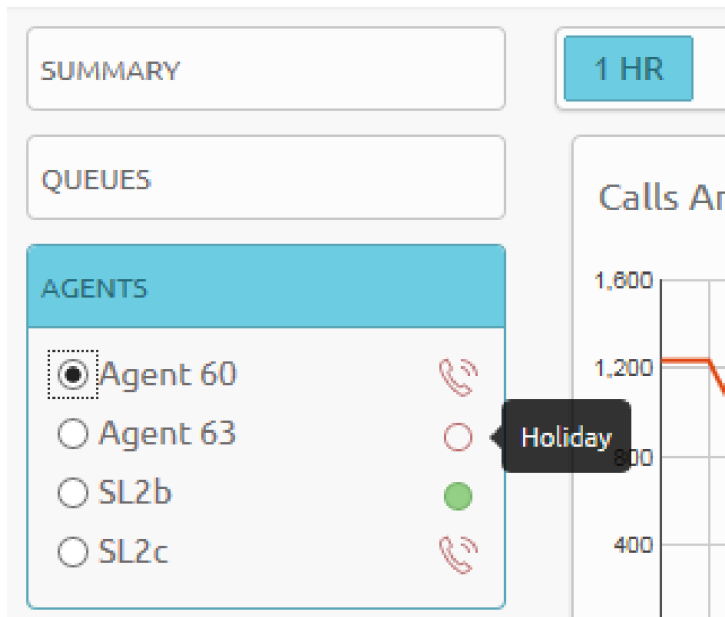 SUMMARY
QUEUES
AGENTS
Agent 60
Agent 63
SL2b
SL2c
Holiday
1 HR
Calls
1,600
1,200
800
400